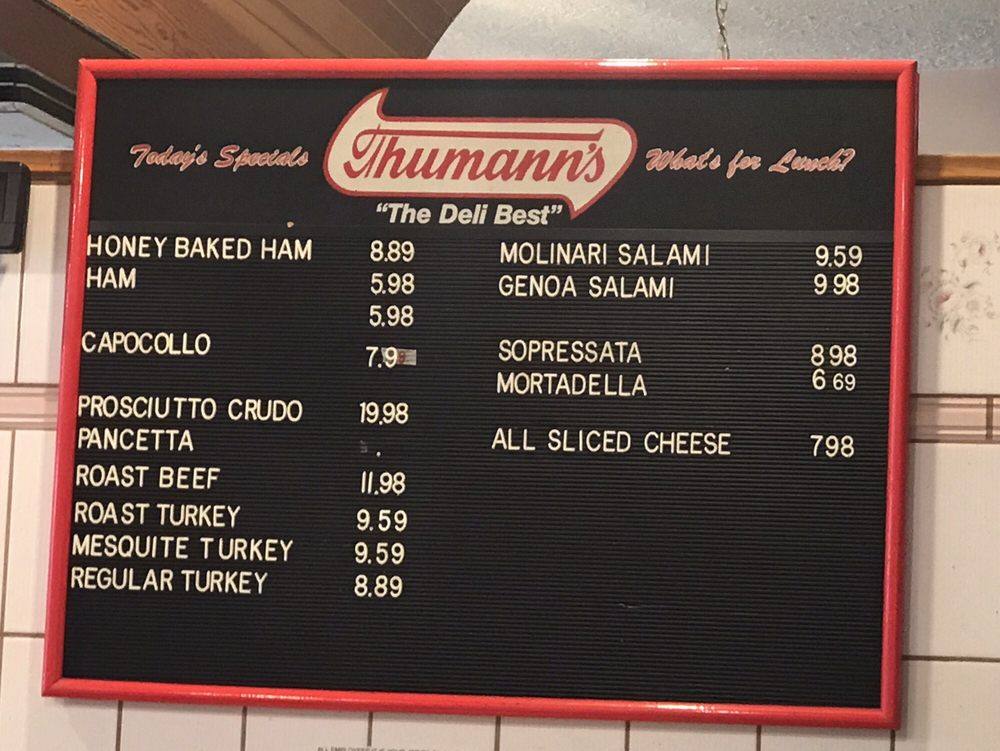 Today's Specials
Thumann's
What's for Lunch?
"The Deli Best"
HONEY BAKED HAM 8.89
HAM 5.98
5.98
CAPOCOLLO 7.9
PROSCIUTTO CRUDO 19.98
PANCETTA .
ROAST BEEF 11.98
ROAST TURKEY 9.59
MESQUITE TURKEY 9.59
REGULAR TURKEY 8.89
MOLINARI SALAMI 9.59
GENOA SALAMI 9 98
SOPRESSATA 8 98
MORTADELLA 6 69
ALL SLICED CHEESE 7 98